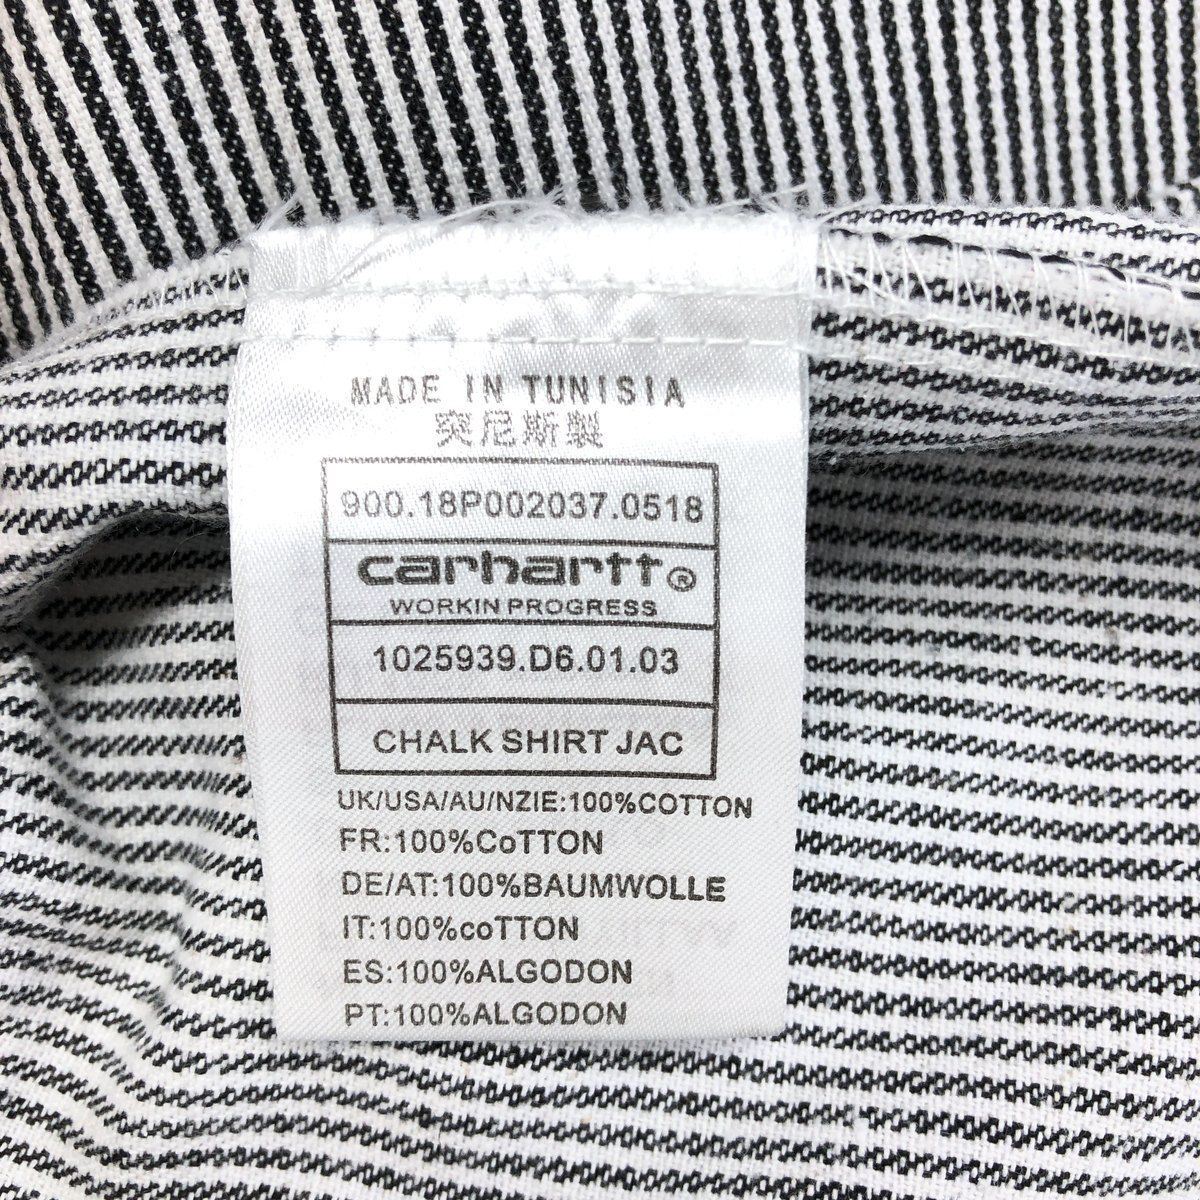 MADE IN TUNISIA
突尼斯製
900.18P002037.0518
carhartt®
WORK IN PROGRESS
1025939.D6.01.03
CHALK SHIRT JAC
UK/USA/AU/NZIE:100%COTTON
FR:100%CoTTON
DE/AT:100%BAUMWOLLE
IT:100%coTTON
ES:100%ALGODON
PT:100%ALGODON